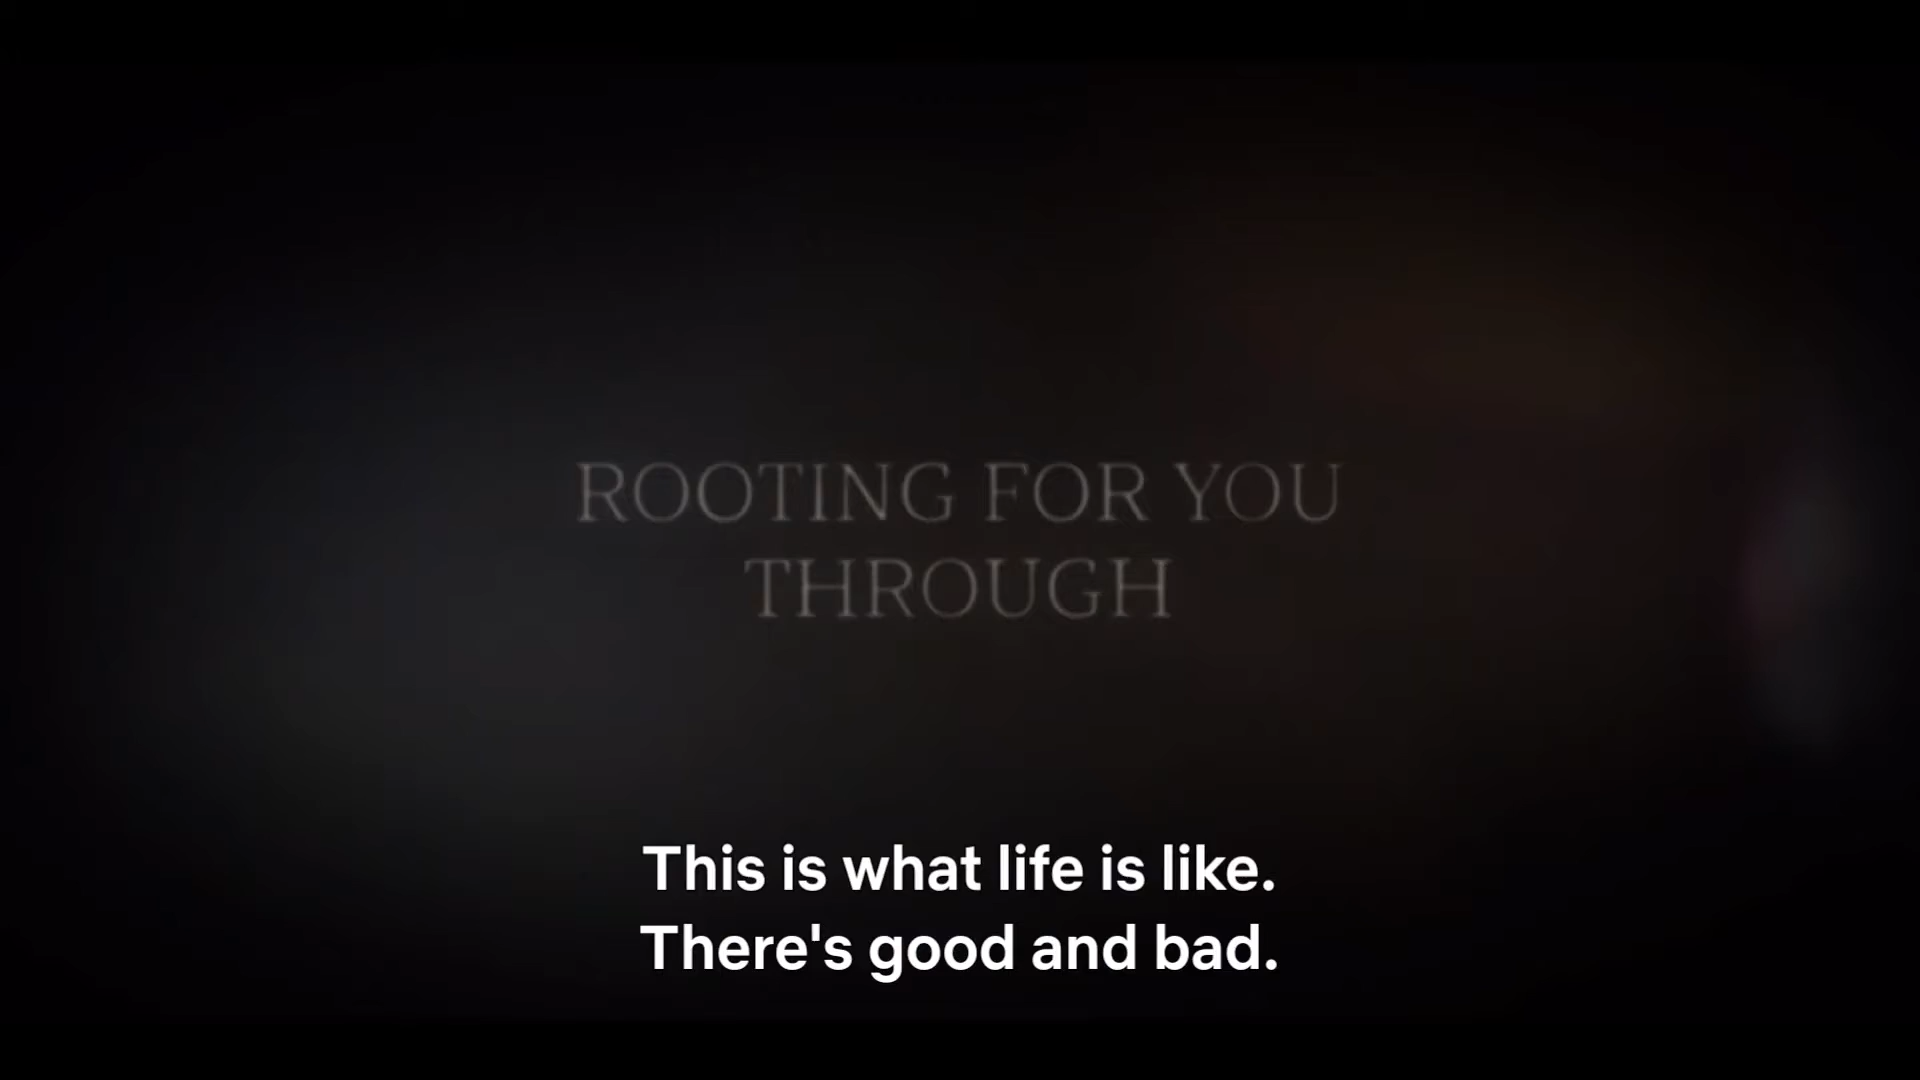 ROOTING FOR YOU
THROUGH
This is what life is like.
There's good and bad.